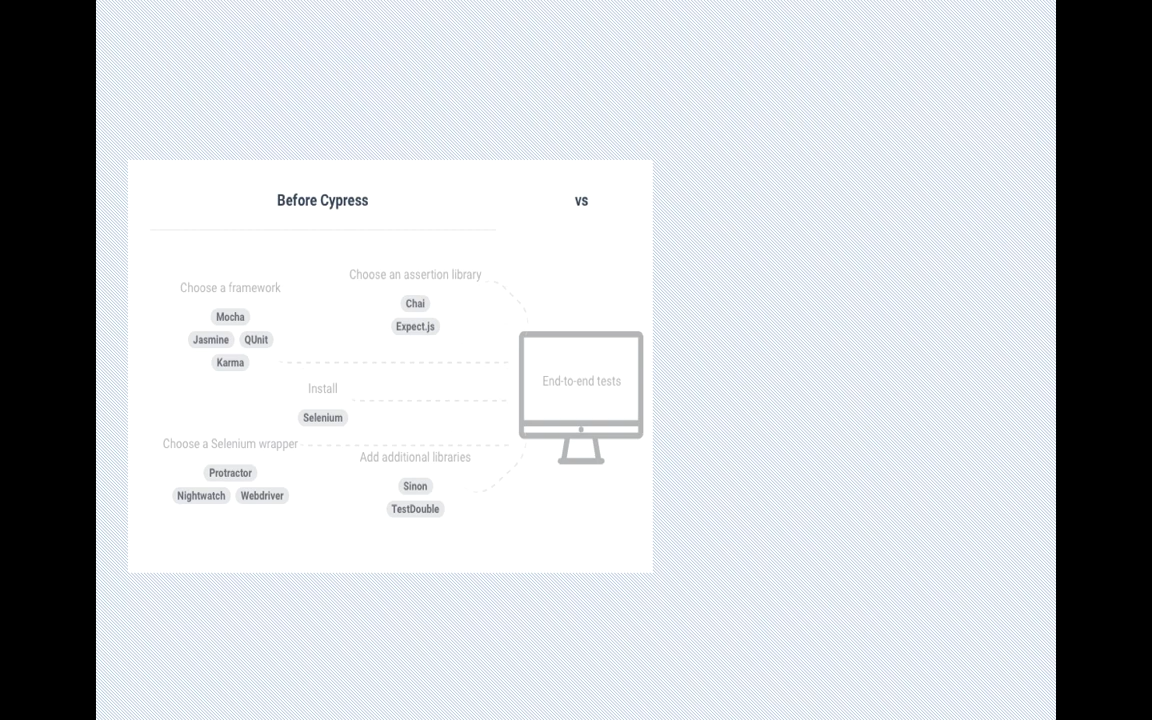 Before Cypress
vs
Choose a framework
Mocha
Jasmine QUnit
Karma
Choose an assertion library
Chai
Expect.js
Install
Selenium
Choose a Selenium wrapper
Protractor
Nightwatch Webdriver
Add additional libraries
Sinon
TestDouble
End-to-end tests